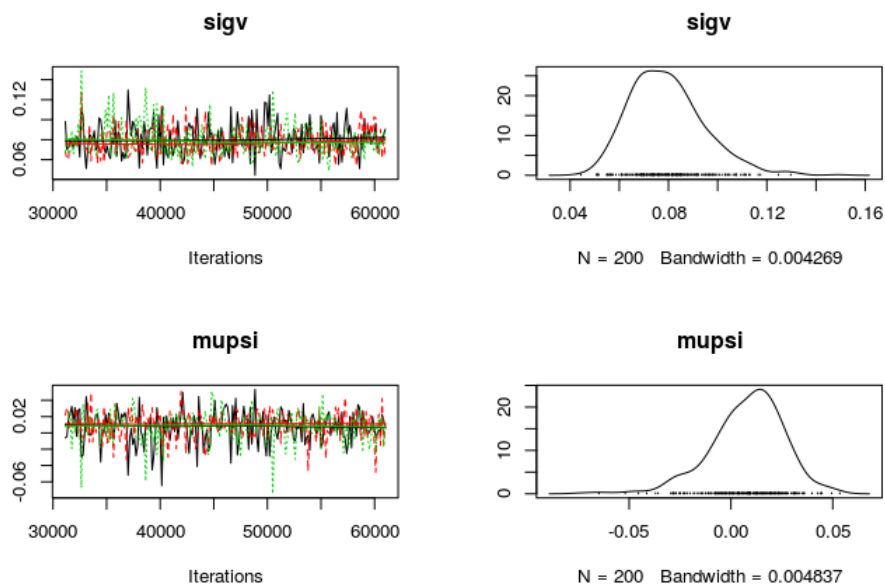 sigv
0.06 0.12
30000 40000 50000 60000
Iterations
sigv
0 10 20
0.04 0.08 0.12 0.16
N = 200 Bandwidth = 0.004269
mupsi
-0.06 0.02
30000 40000 50000 60000
Iterations
mupsi
0 10 20
-0.05 0.00 0.05
N = 200 Bandwidth = 0.004837